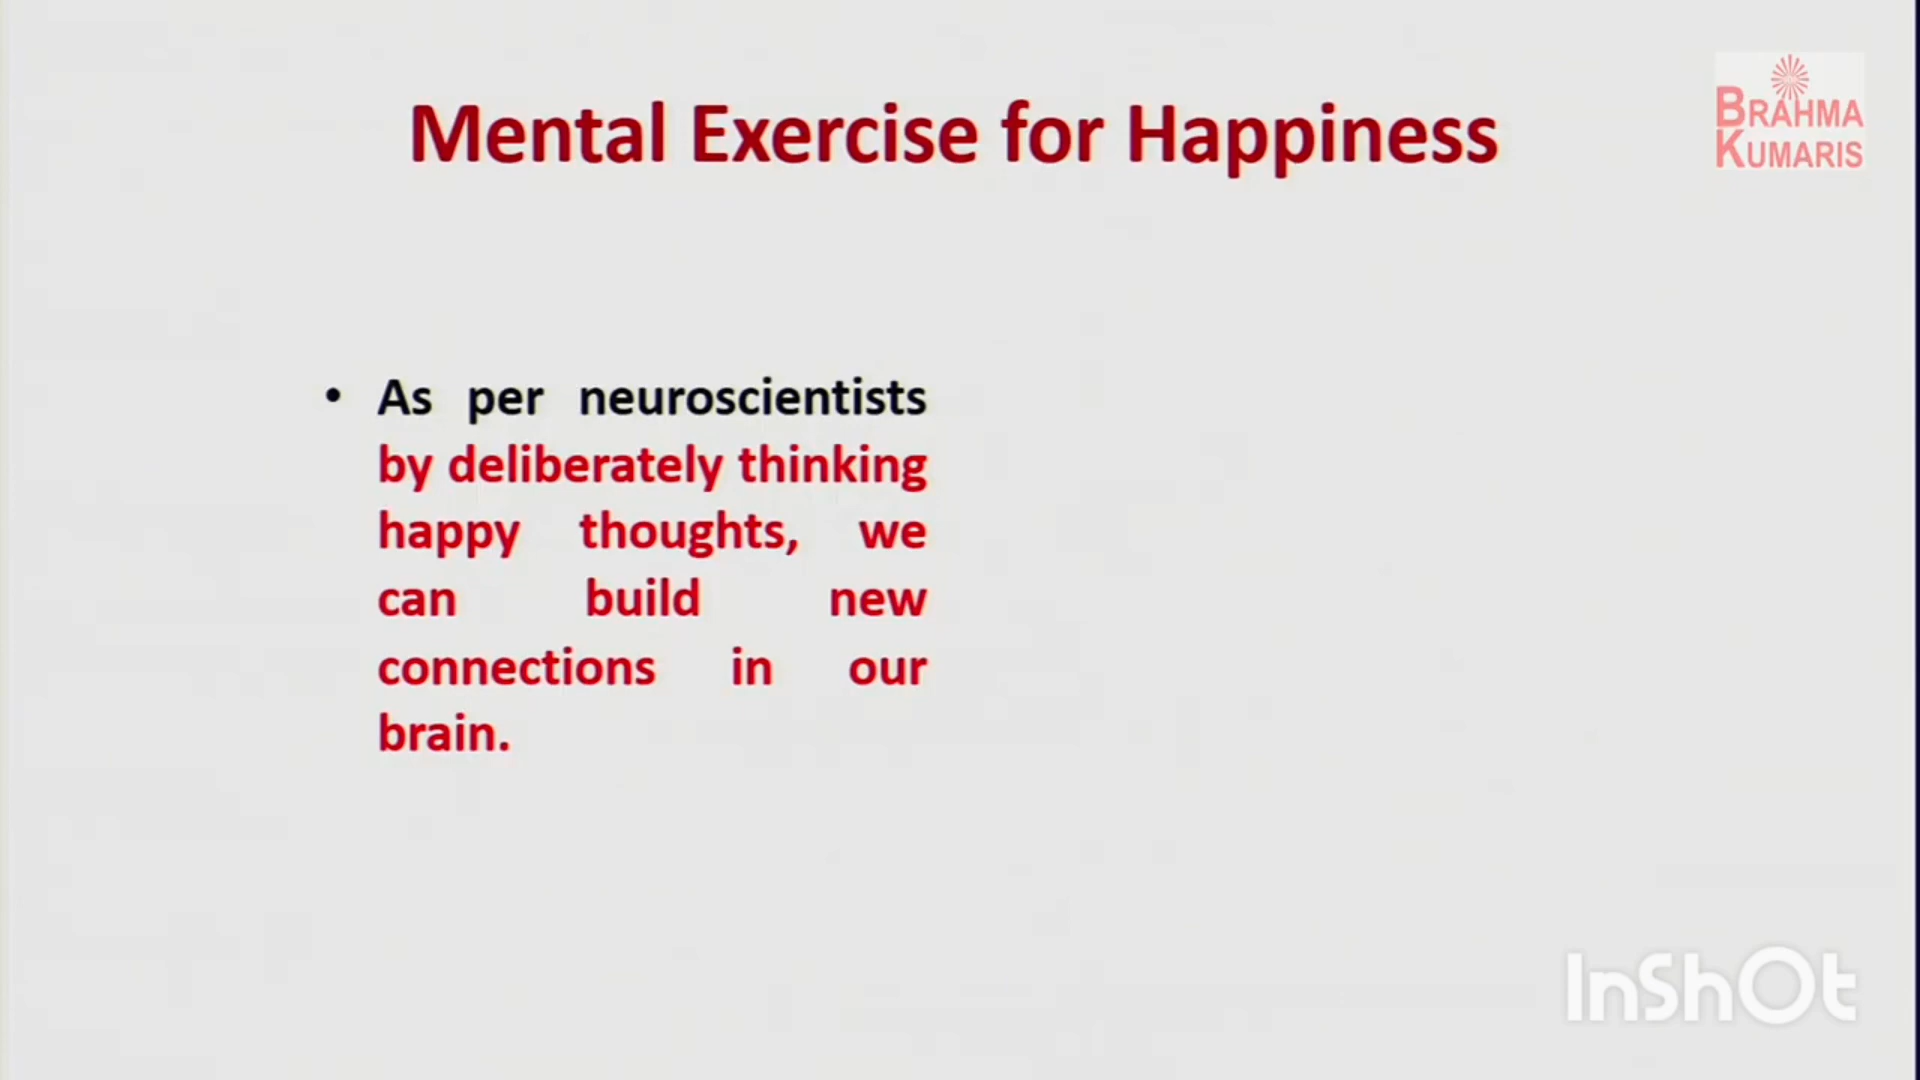 Mental Exercise for Happiness
BRAHMA
KUMARIS
• As per neuroscientists
by deliberately thinking
happy thoughts, we
can build new
connections in our
brain.
InShOt